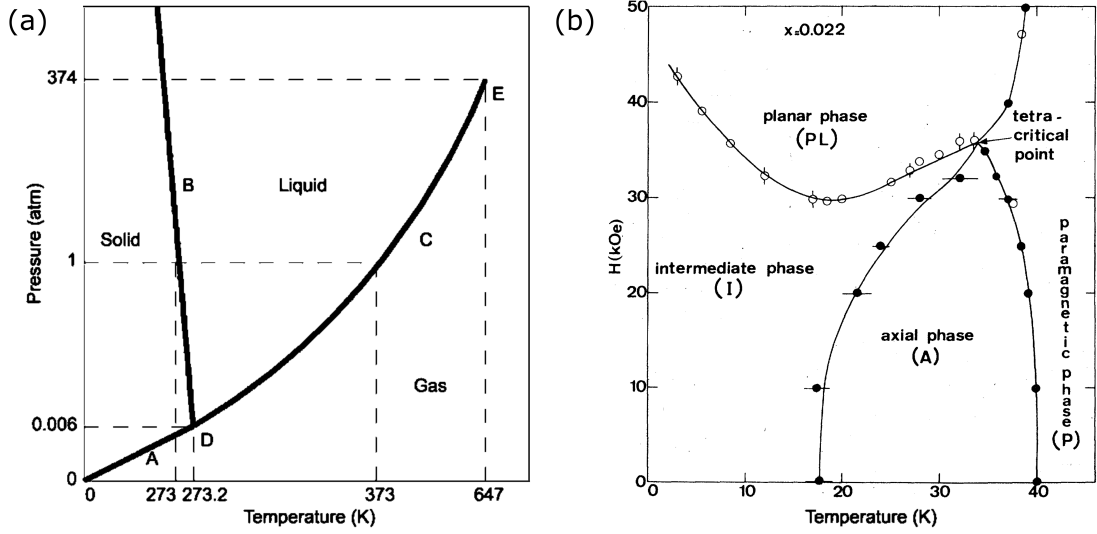 (a)
374
E
B
Liquid
Solid
C
1
Gas
0.006
D
A
0
0
273
273.2
373
647
Pressure (atm)
Temperature (K)
(b)
50
x=0.022
40
planar phase
(PL)
tetra-
critical
point
30
H(kOe)
intermediate phase
(I)
20
axial phase
(A)
paramagnetic phase
(P)
10
0
0
10
20
30
40
Temperature (K)